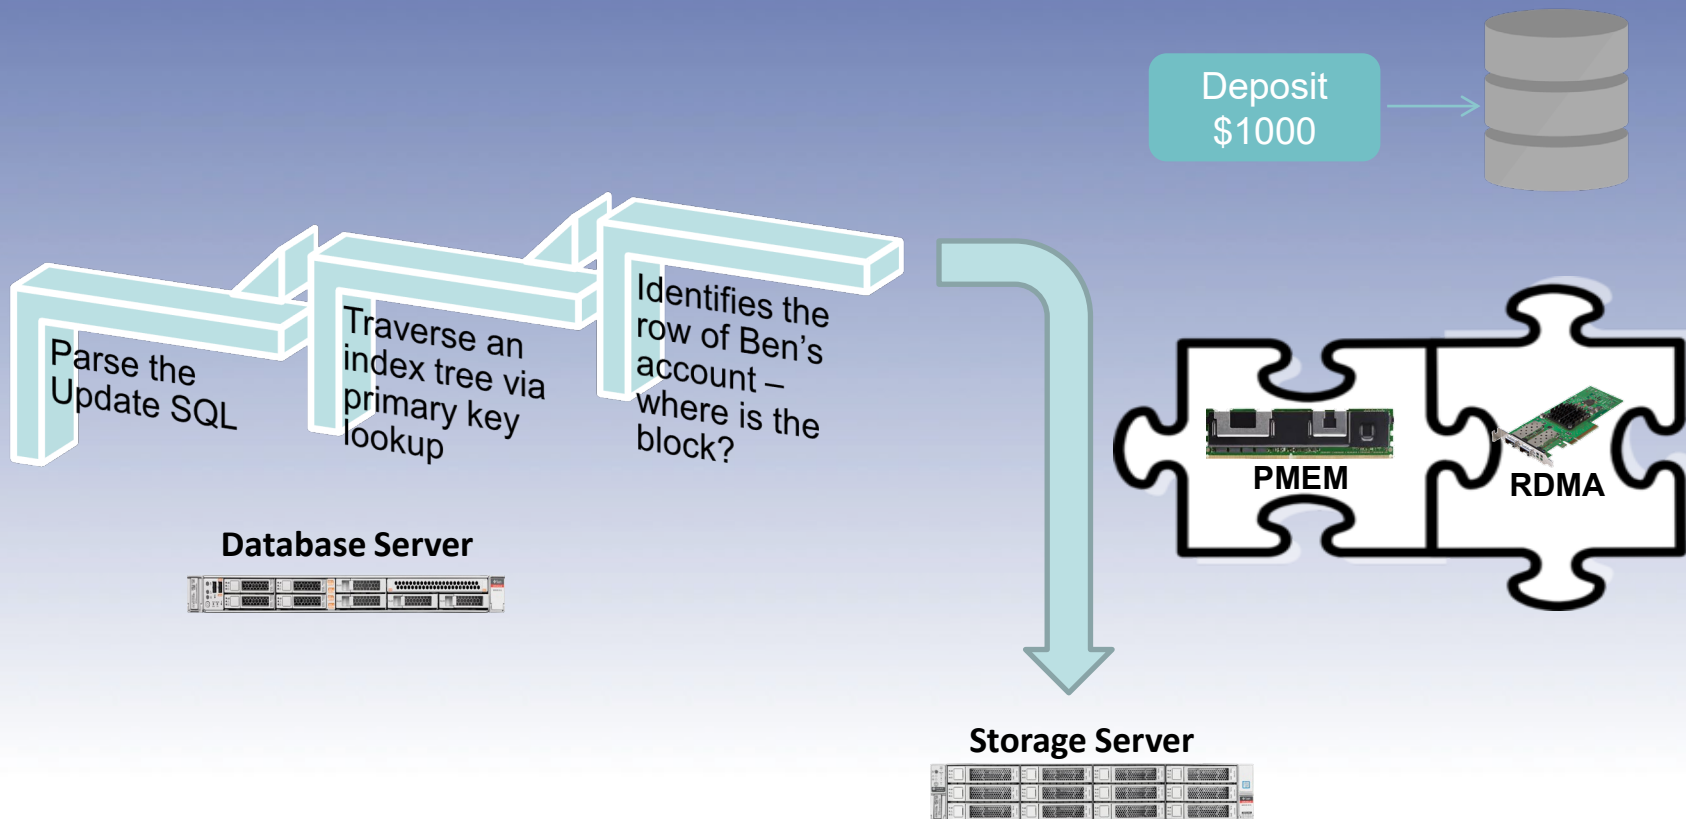 Deposit
$1000
Parse the
Update SQL
Traverse an
index tree via
primary key
lookup
Identifies the
row of Ben's
account –
where is the
block?
PMEM
RDMA
Database Server
Storage Server